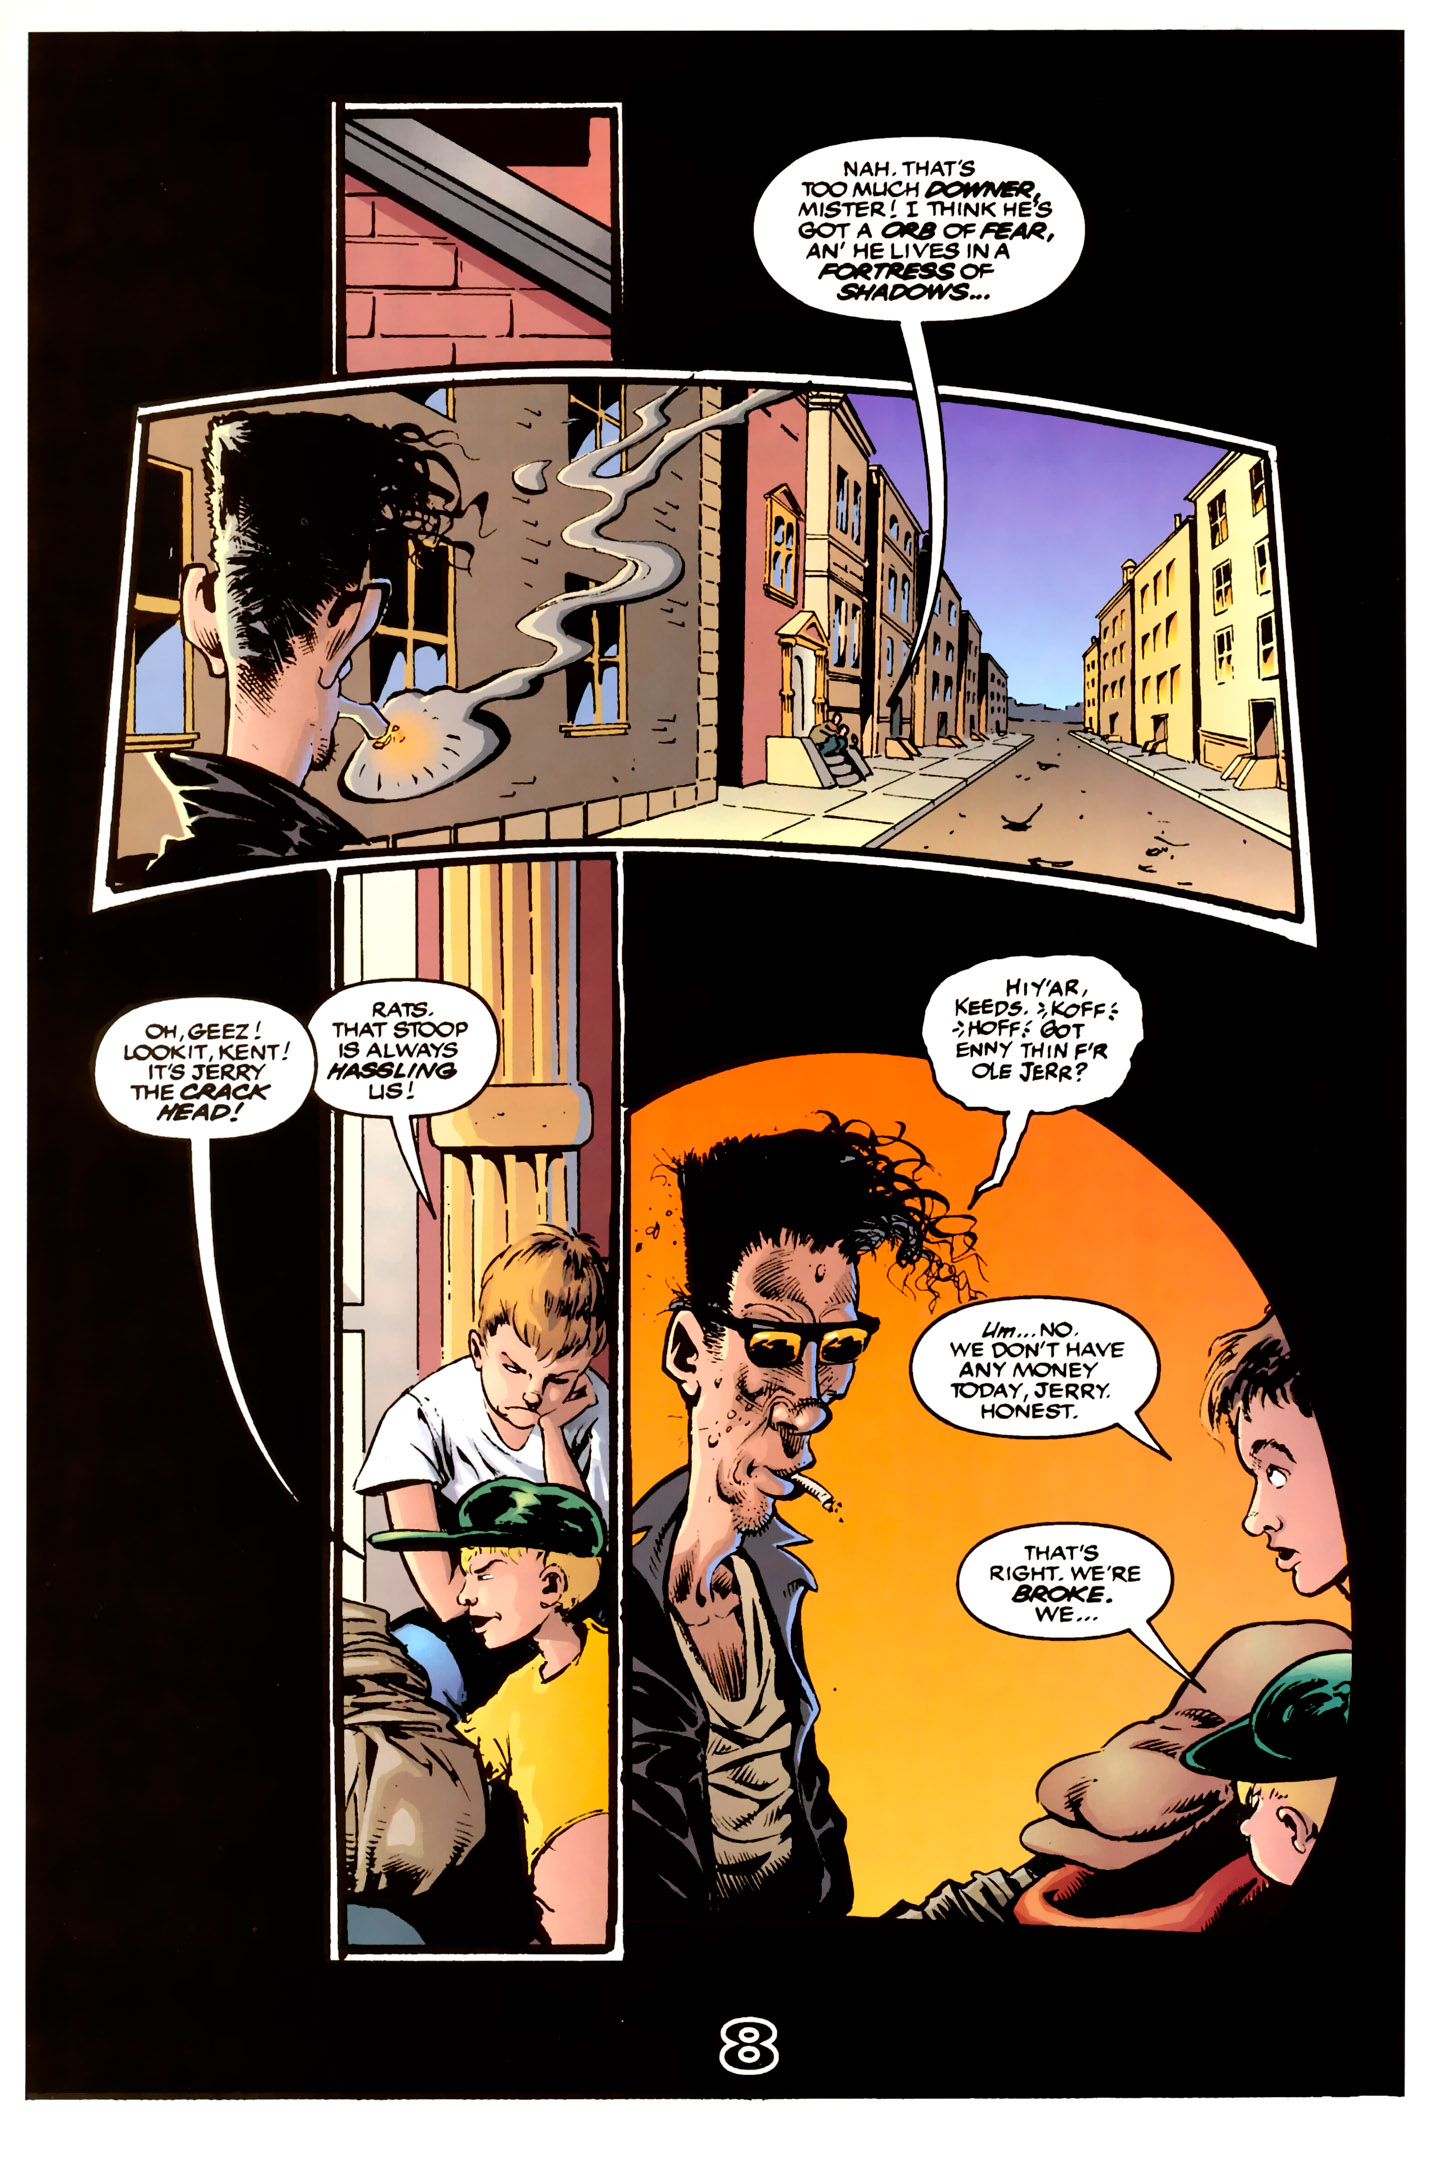 NAH. THAT'S
TOO MUCH DOWNER,
MISTER! I THINK HE'S
GOT A ORB OF FEAR,
AN' HE LIVES IN A
FORTRESS OF
SHADOWS...
OH, GEEZ!
LOOKIT, KENT!
IT'S JERRY
THE CRACK
HEAD!
RATS.
THAT STOOP
IS ALWAYS
HASSLING
US!
HIY'AR,
KEEDS. KOFF
HOFF GOT
ENNY THIN F'R
OLE JERR?
Um... NO.
WE DON'T HAVE
ANY MONEY
TODAY, JERRY.
HONEST.
THAT'S
RIGHT. WE'RE
BROKE.
WE...
8